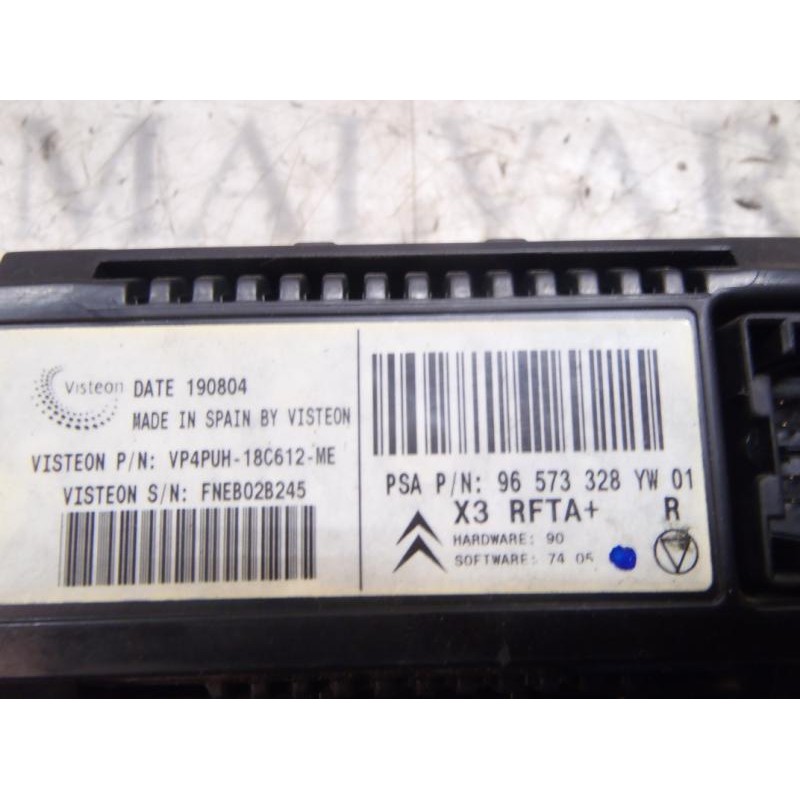 MALVAR
Visteon
DATE 190804
MADE IN SPAIN BY VISTEON
VISTEON P/N: VP4PUH-18C612-ME
VISTEON S/N: FNEB02B245
PSA P/N: 96 573 328 YW 01
X3 RFTA+ R
HARDWARE: 90
SOFTWARE: 74 05